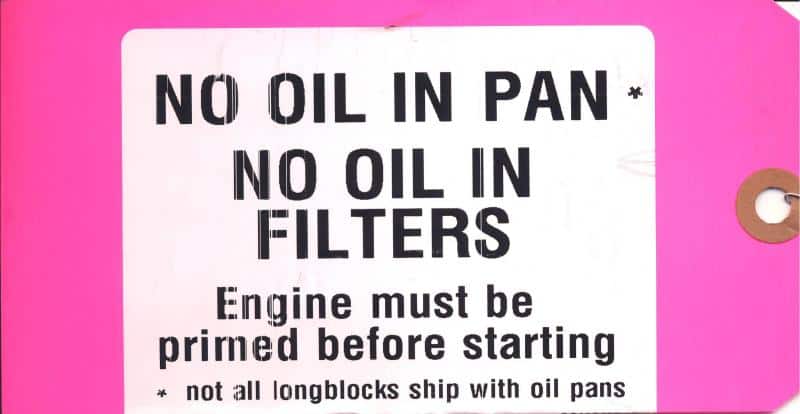 NO OIL IN PAN *
NO OIL IN
FILTERS
Engine must be
primed before starting
* not all longblocks ship with oil pans